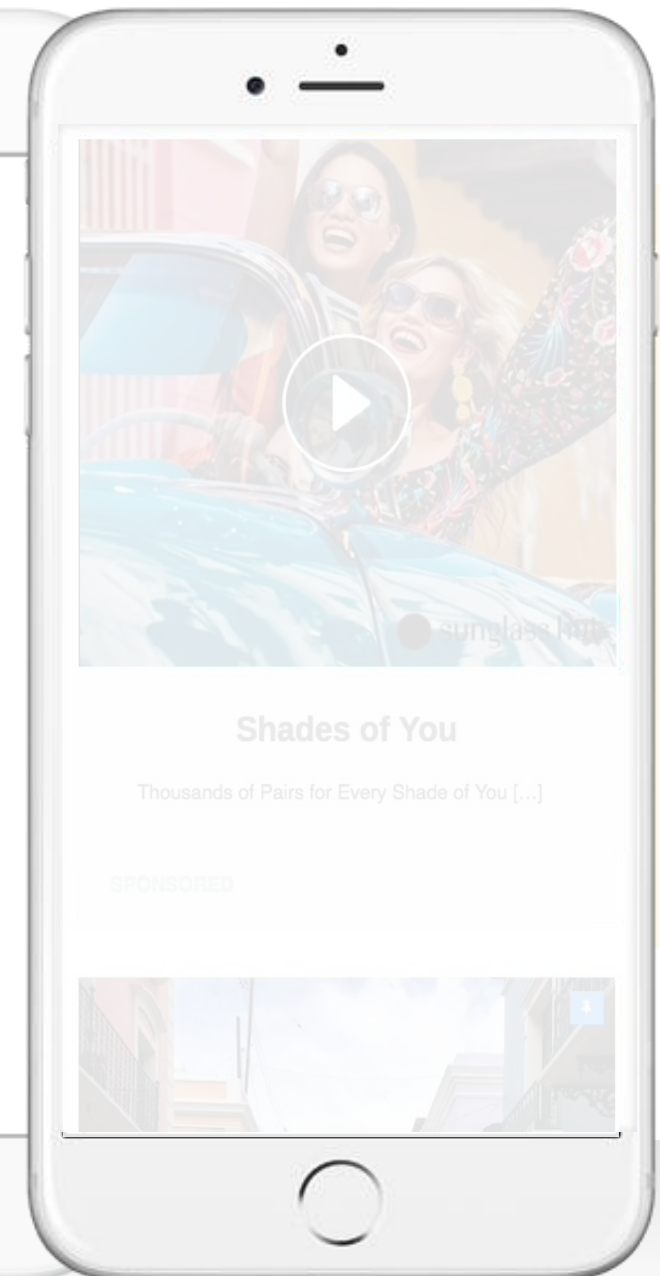 sunglass hut
Shades of You
Thousands of Pairs for Every Shade of You [...]
SPONSORED